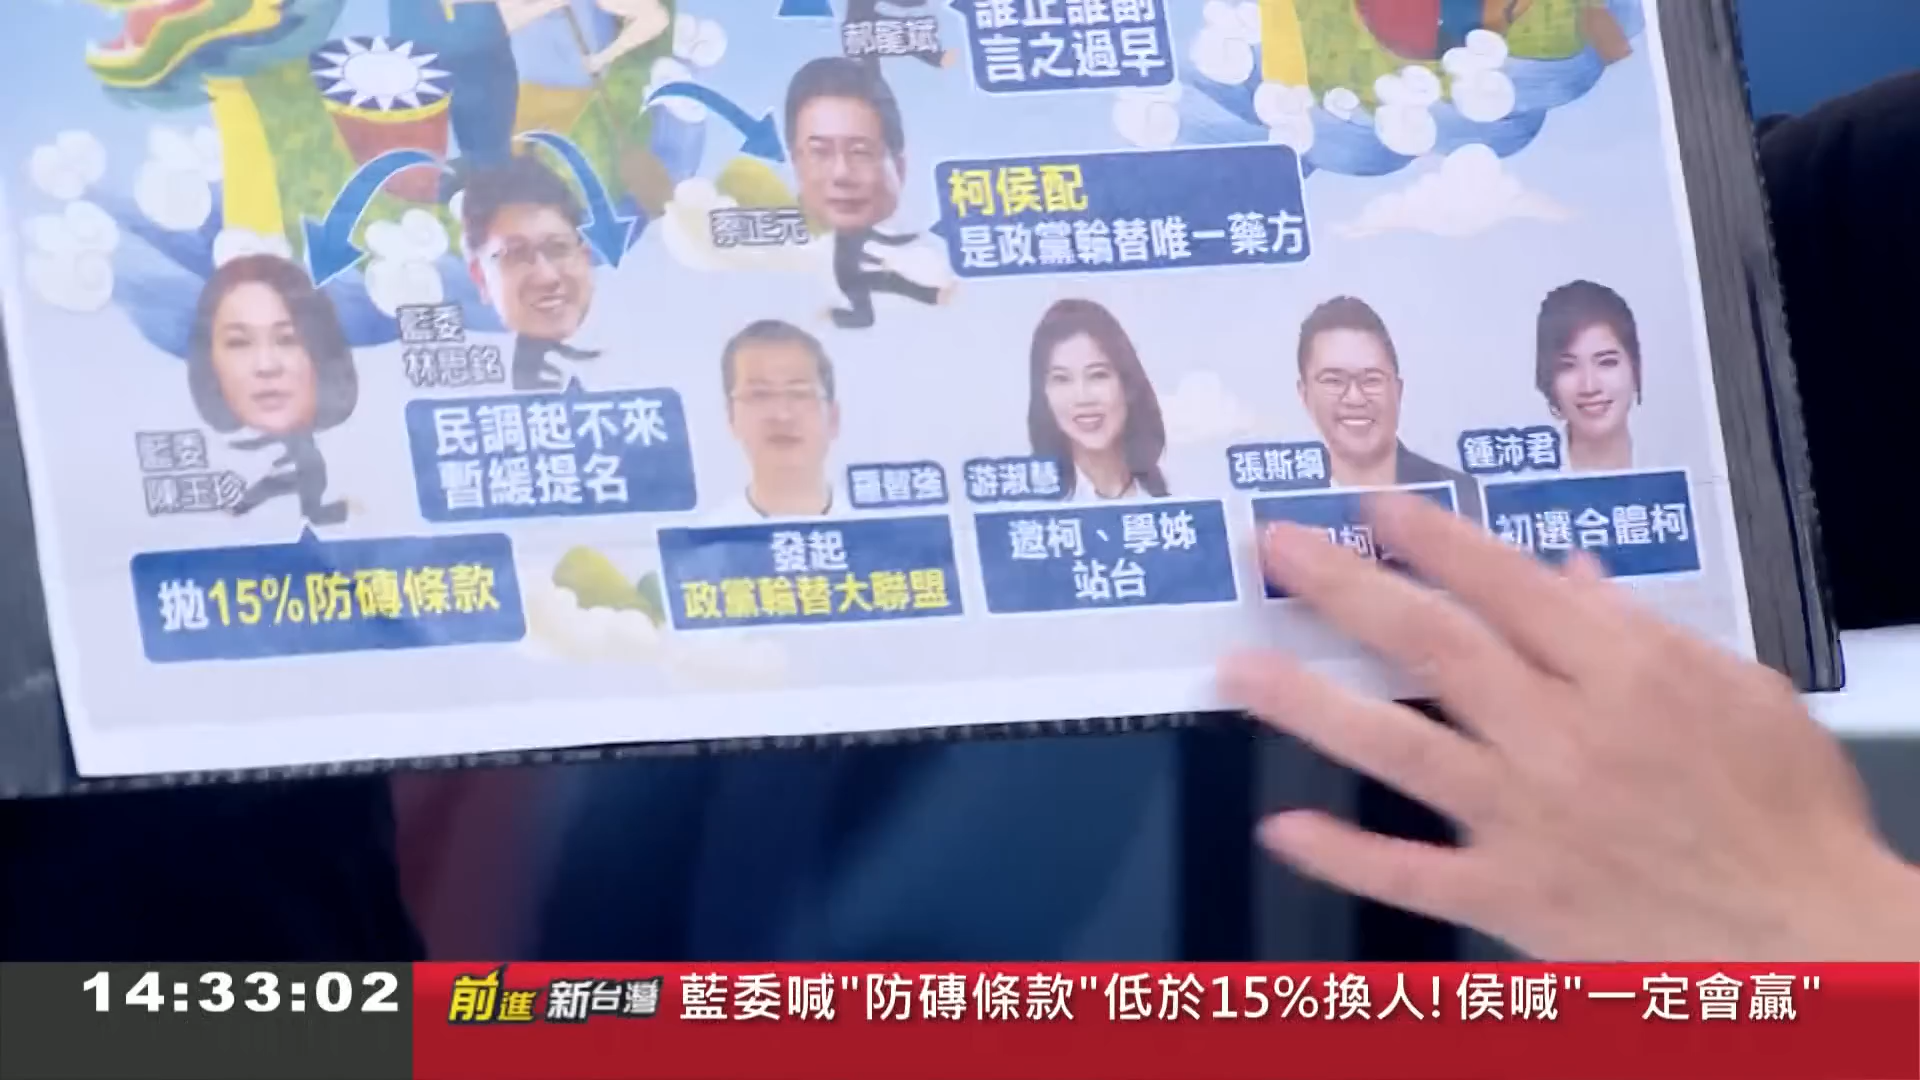 郝龍斌
誰正誰副
言之過早
蔡正元
柯侯配
是政黨輪替唯一藥方
藍委
林思銘
民調起不來
暫緩提名
藍委
陳玉珍
拋15%防磚條款
羅智強
發起
政黨輪替大聯盟
游淑慧
邀柯、學姊
站台
張斯綱
柯
鍾沛君
初選合體柯
14:33:02
前進新台灣
藍委喊"防磚條款"低於15%換人!侯喊"一定會贏"